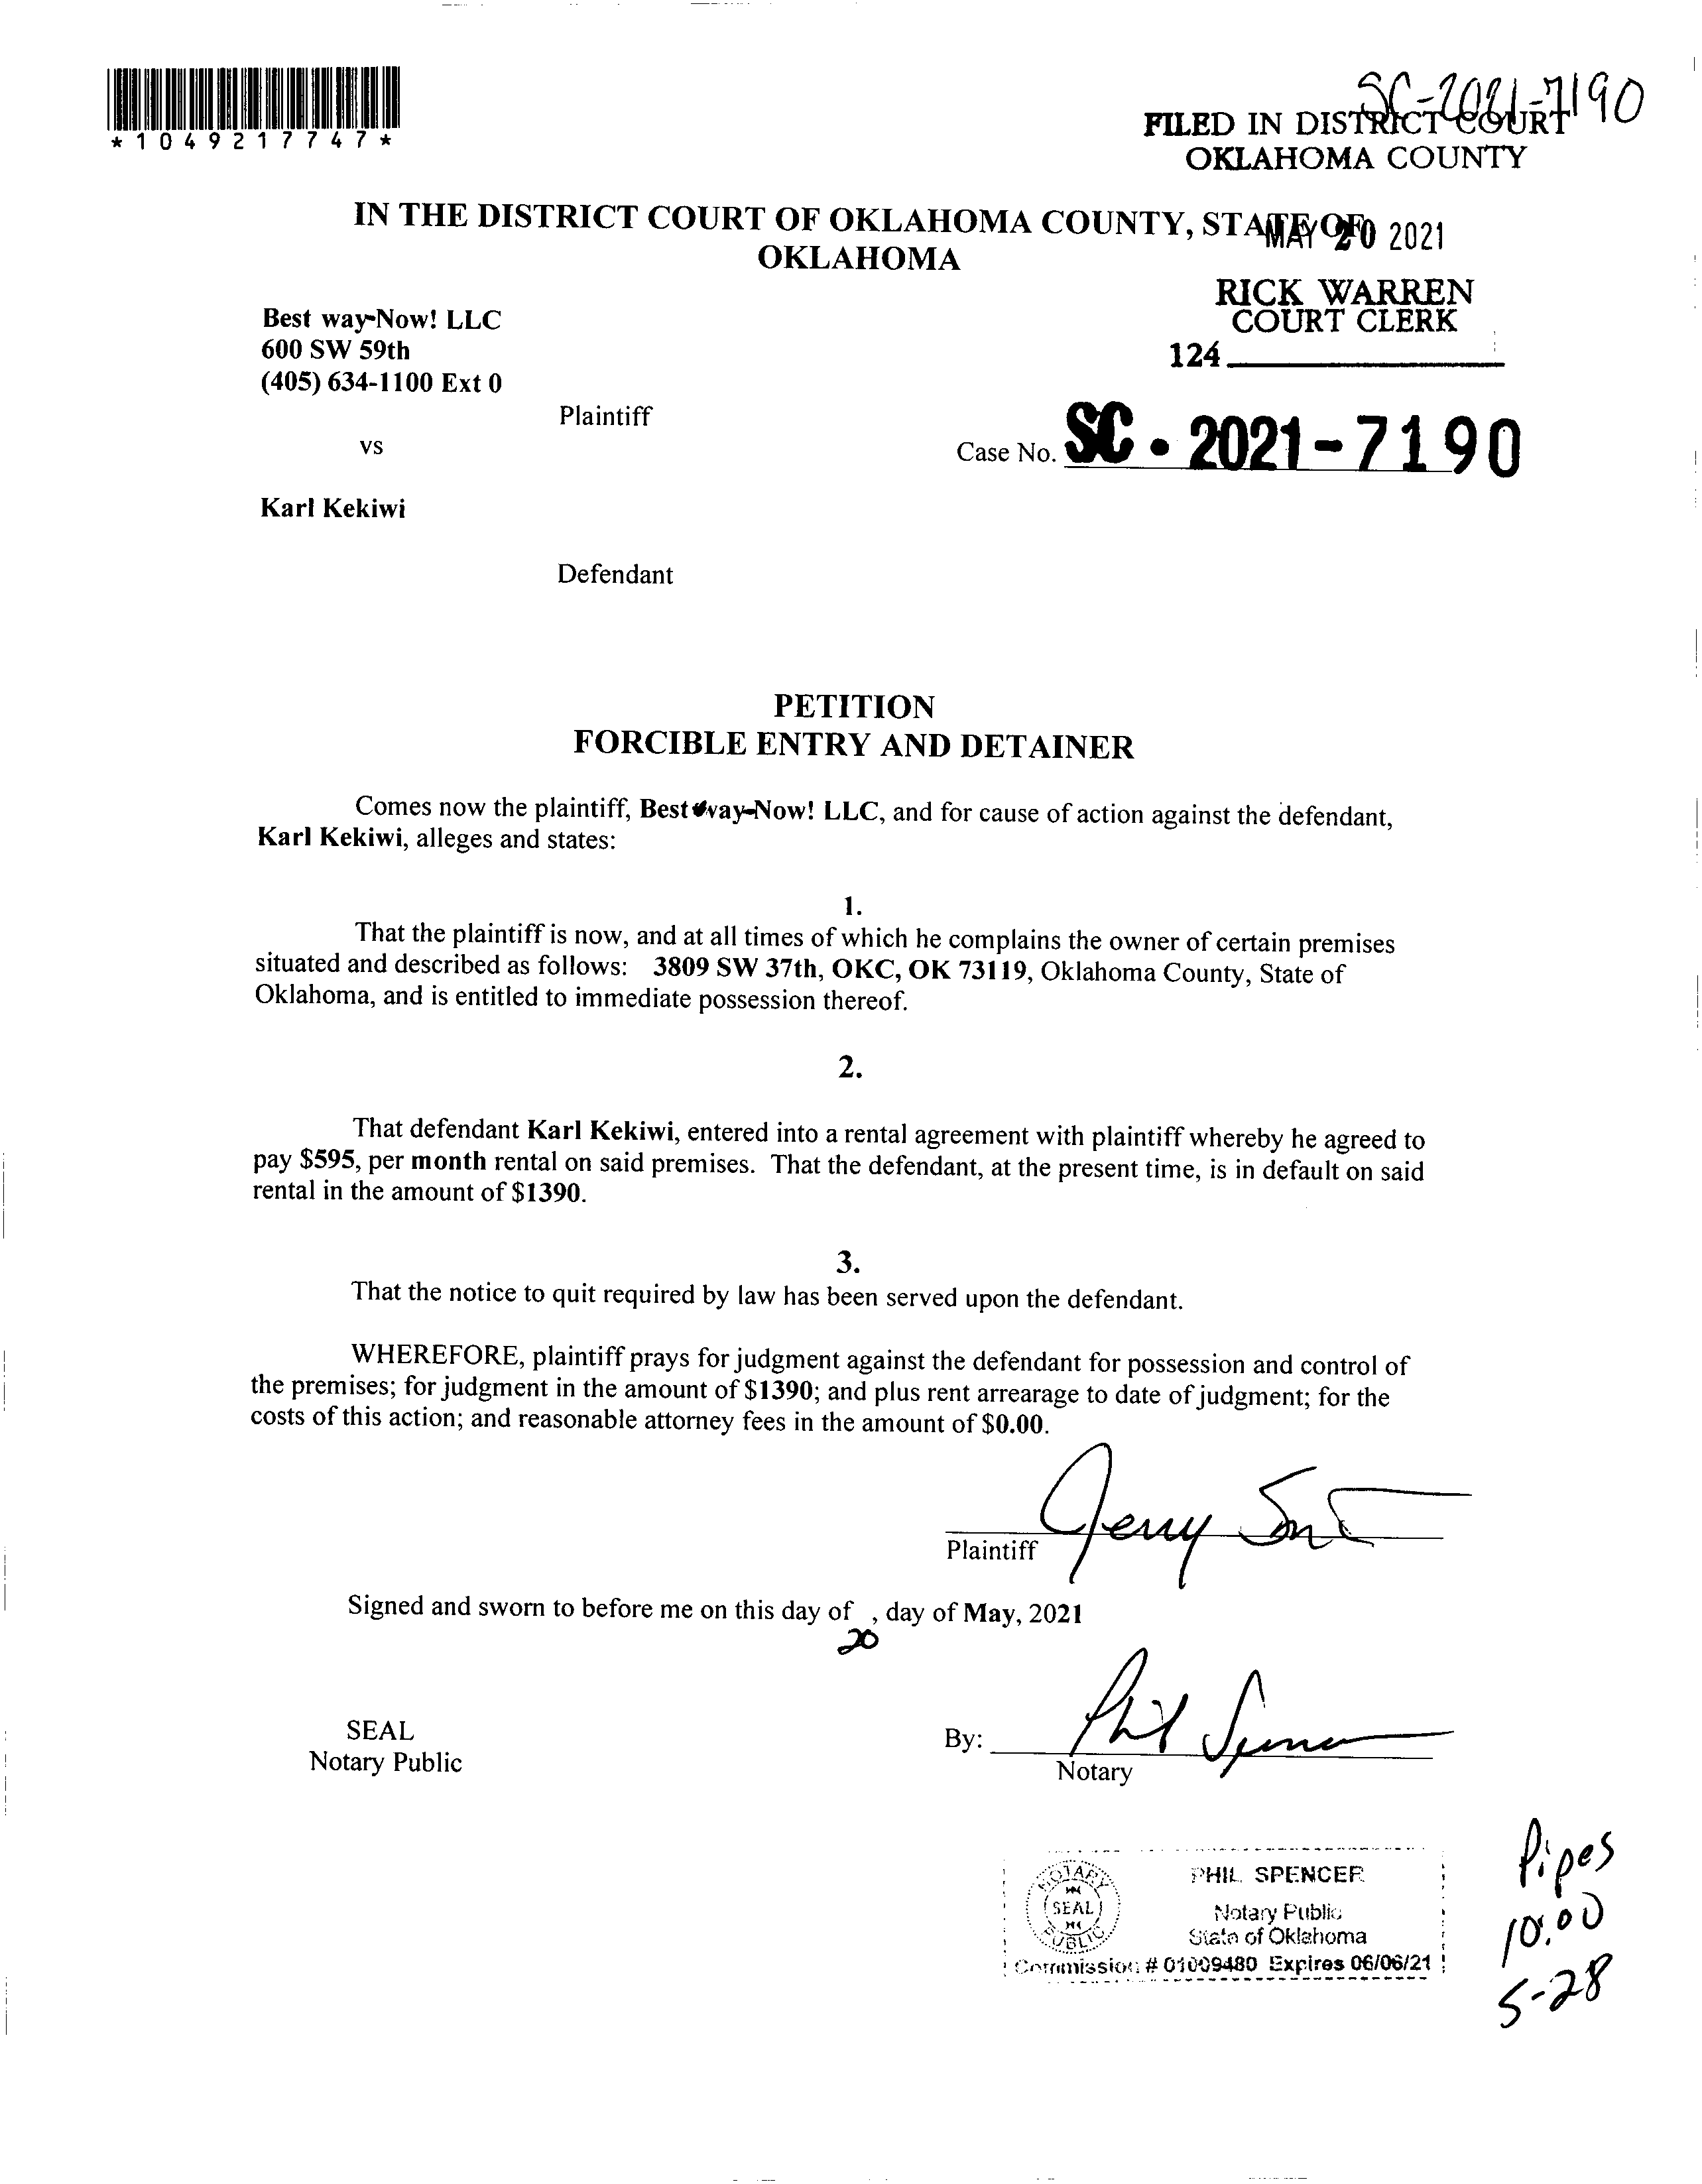 SC-2021-7190
FILED IN DISTRICT COURT
OKLAHOMA COUNTY
*1049217747*
IN THE DISTRICT COURT OF OKLAHOMA COUNTY, STATE OF
OKLAHOMA
MAY 20 2021
RICK WARREN
COURT CLERK
124
Best way-Now! LLC
600 SW 59th
(405) 634-1100 Ext 0
Plaintiff
vs
Case No. SC-2021-7190
Karl Kekiwi
Defendant
PETITION
FORCIBLE ENTRY AND DETAINER
Comes now the plaintiff, Best way-Now! LLC, and for cause of action against the defendant,
Karl Kekiwi, alleges and states:
1.
That the plaintiff is now, and at all times of which he complains the owner of certain premises
situated and described as follows: 3809 SW 37th, OKC, OK 73119, Oklahoma County, State of
Oklahoma, and is entitled to immediate possession thereof.
2.
That defendant Karl Kekiwi, entered into a rental agreement with plaintiff whereby he agreed to
pay $595, per month rental on said premises. That the defendant, at the present time, is in default on said
rental in the amount of $1390.
3.
That the notice to quit required by law has been served upon the defendant.
WHEREFORE, plaintiff prays for judgment against the defendant for possession and control of
the premises; for judgment in the amount of $1390; and plus rent arrearage to date of judgment; for the
costs of this action; and reasonable attorney fees in the amount of $0.00.
Jerry
Plaintiff
Signed and sworn to before me on this day of , day of May, 2021
20
SEAL
Notary Public
By: Phil Spencer
Notary
NOTARY
SEAL
PUBLIC
PHIL SPENCER
Notary Public
State of Oklahoma
Commission # 01009480 Expires 06/06/21
Pipes
10:00
5-28